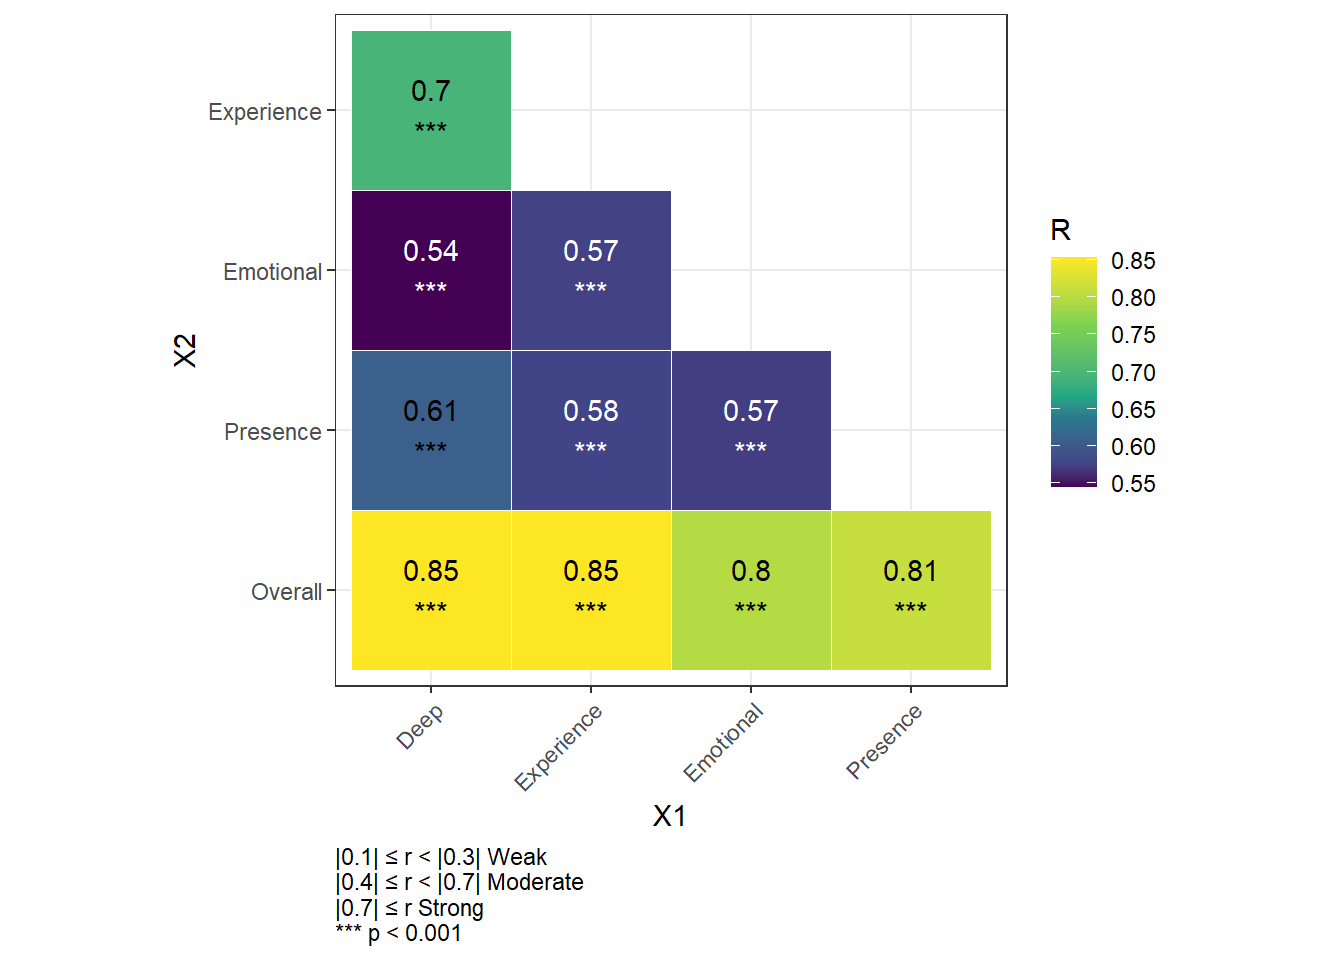 0.7
***
Experience
0.54
***
0.57
***
Emotional
0.61
***
0.58
***
0.57
***
Presence
0.85
***
0.85
***
0.8
***
0.81
***
Overall
X2
Deep
Experience
Emotional
Presence
X1
R
0.85
0.80
0.75
0.70
0.65
0.60
0.55
|0.1| ≤ r < |0.3| Weak
|0.4| ≤ r < |0.7| Moderate
|0.7| ≤ r Strong
*** p < 0.001